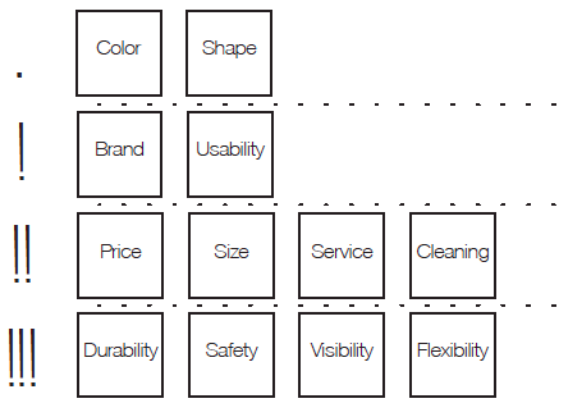 . Color Shape
! Brand Usability
!! Price Size Service Cleaning
!!! Durability Safety Visibility Flexibility